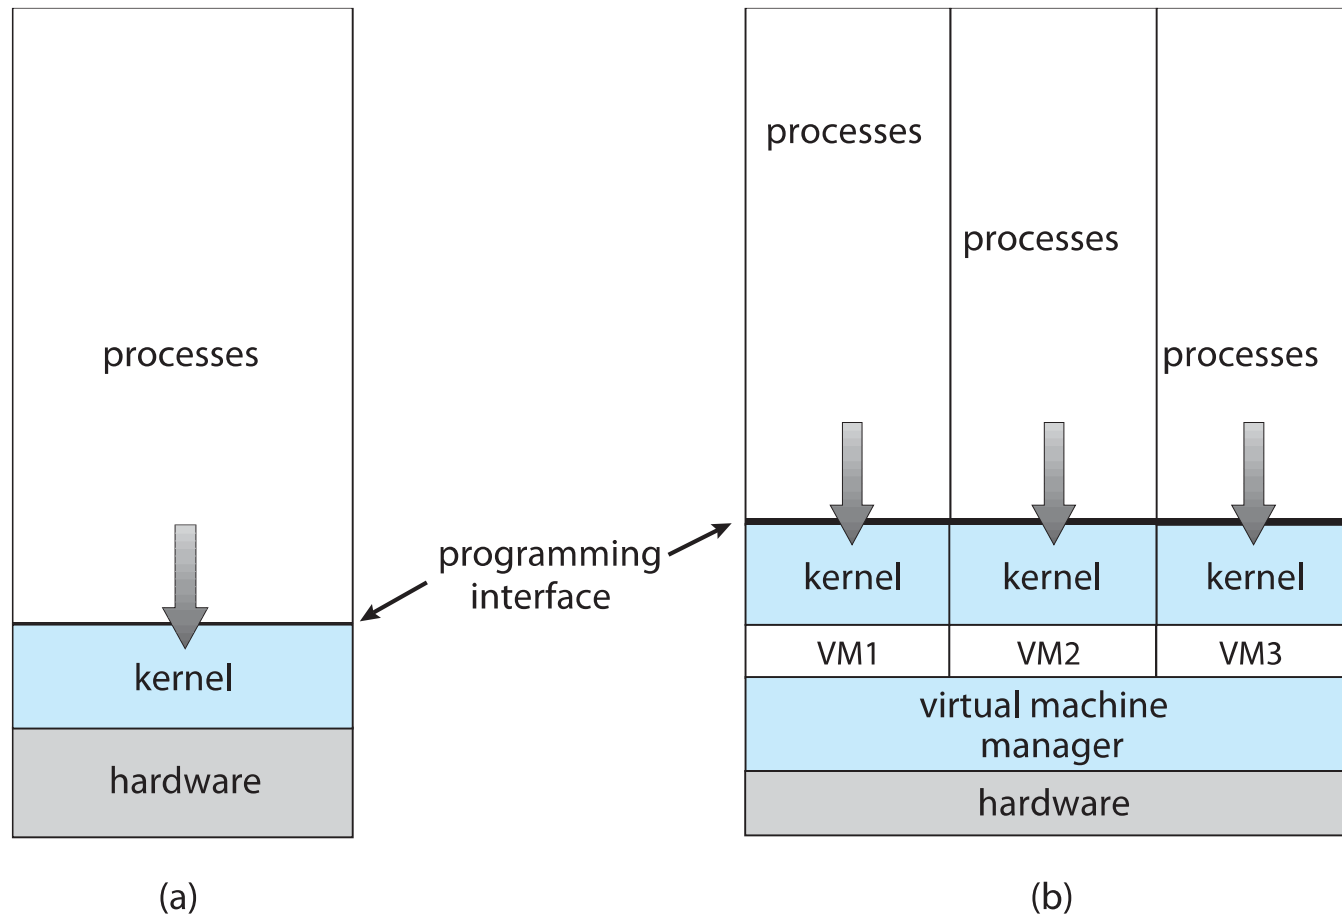 processes
kernel
hardware
(a)
programming
interface
processes
processes
processes
kernel
kernel
kernel
VM1
VM2
VM3
virtual machine
manager
hardware
(b)